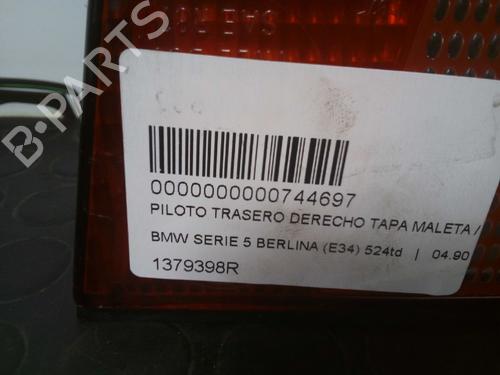 B-PARTS
0000000000744697
PILOTO TRASERO DERECHO TAPA MALETA /
BMW SERIE 5 BERLINA (E34) 524td | 04.90
1379398R